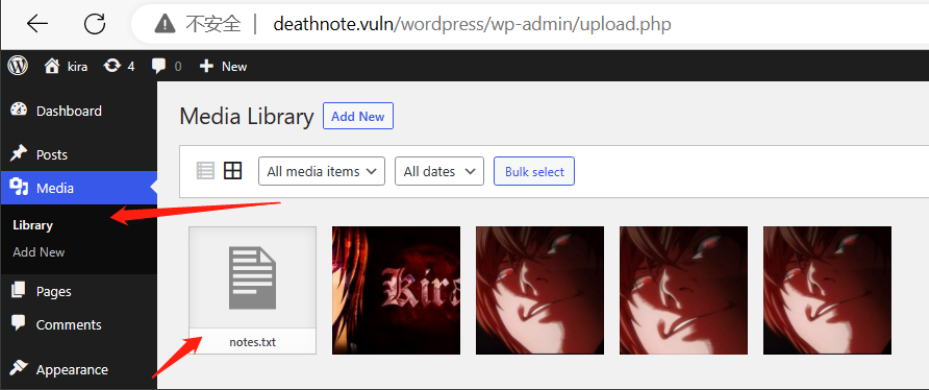 不安全 | deathnote.vuln/wordpress/wp-admin/upload.php
kira 4 0 + New
Dashboard
Posts
Media
Library
Add New
Pages
Comments
Appearance
Media Library Add New
All media items All dates Bulk select
Kira
notes.txt